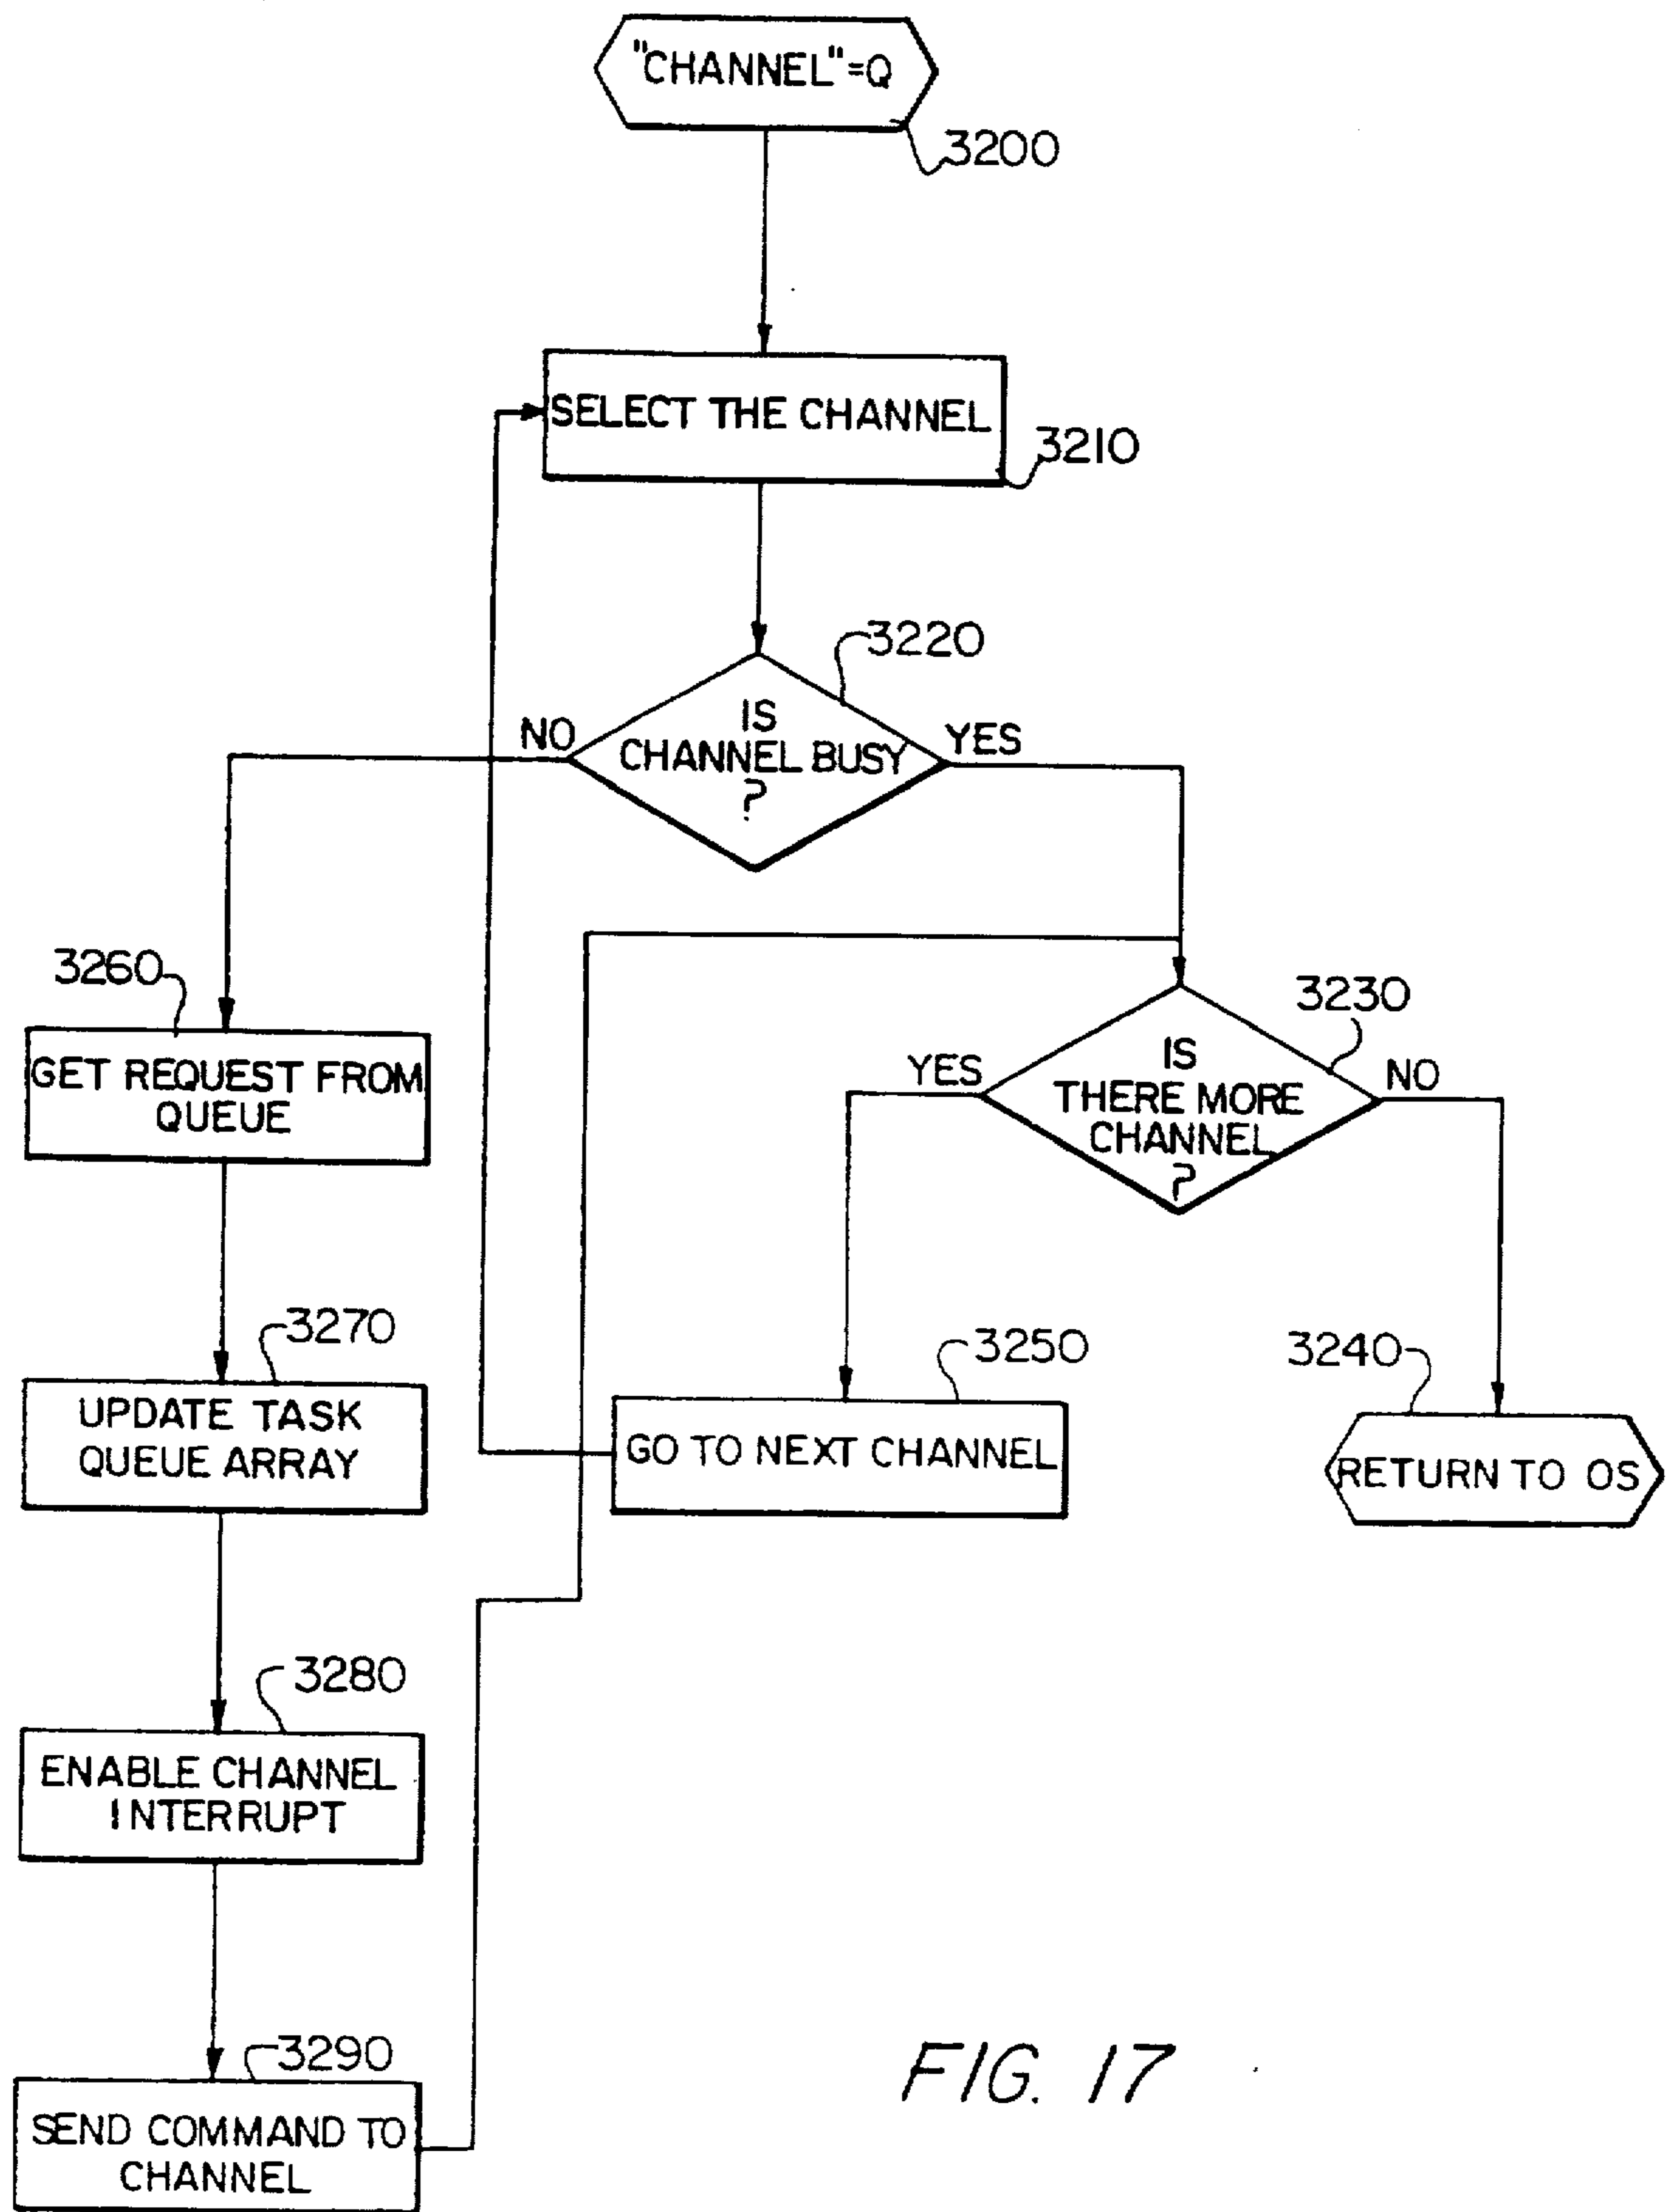 "CHANNEL"=Q
3200
SELECT THE CHANNEL
3210
3220
IS
CHANNEL BUSY
?
NO
YES
3260
GET REQUEST FROM
QUEUE
3230
IS
THERE MORE
CHANNEL
?
YES
NO
3270
UPDATE TASK
QUEUE ARRAY
3250
GO TO NEXT CHANNEL
3240
RETURN TO OS
3280
ENABLE CHANNEL
INTERRUPT
3290
SEND COMMAND TO
CHANNEL
FIG. 17